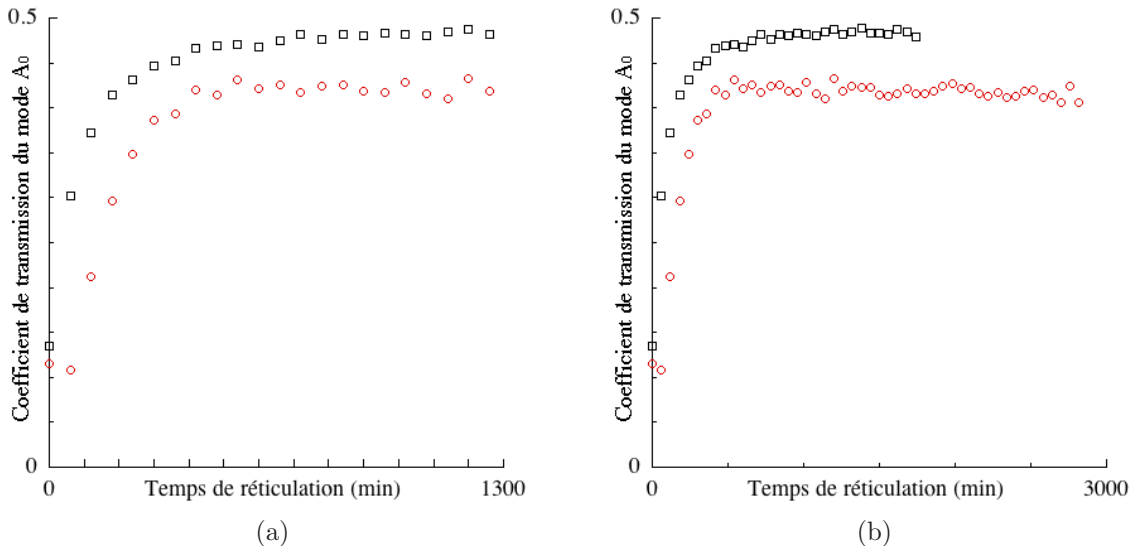 0.5
Coefficient de transmission du mode A0
0
0
Temps de réticulation (min)
1300
(a)
0.5
Coefficient de transmission du mode A0
0
0
Temps de réticulation (min)
3000
(b)